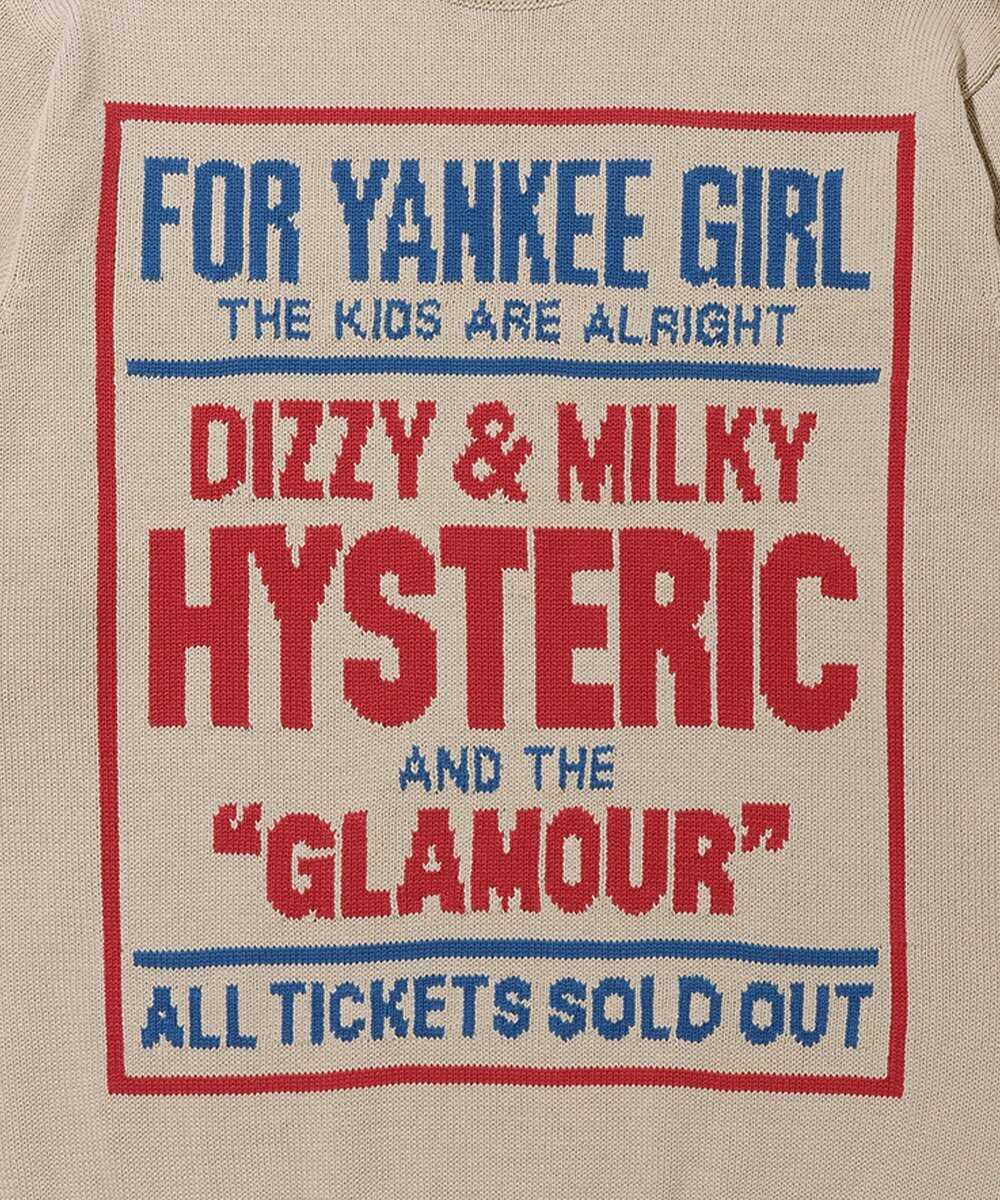 FOR YANKEE GIRL
THE KIDS ARE ALRIGHT
DIZZY & MILKY
HYSTERIC
AND THE
“GLAMOUR”
ALL TICKETS SOLD OUT